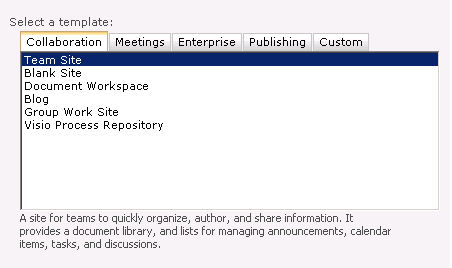 Select a template:
Collaboration Meetings Enterprise Publishing Custom
Team Site
Blank Site
Document Workspace
Blog
Group Work Site
Visio Process Repository
A site for teams to quickly organize, author, and share information. It
provides a document library, and lists for managing announcements, calendar
items, tasks, and discussions.